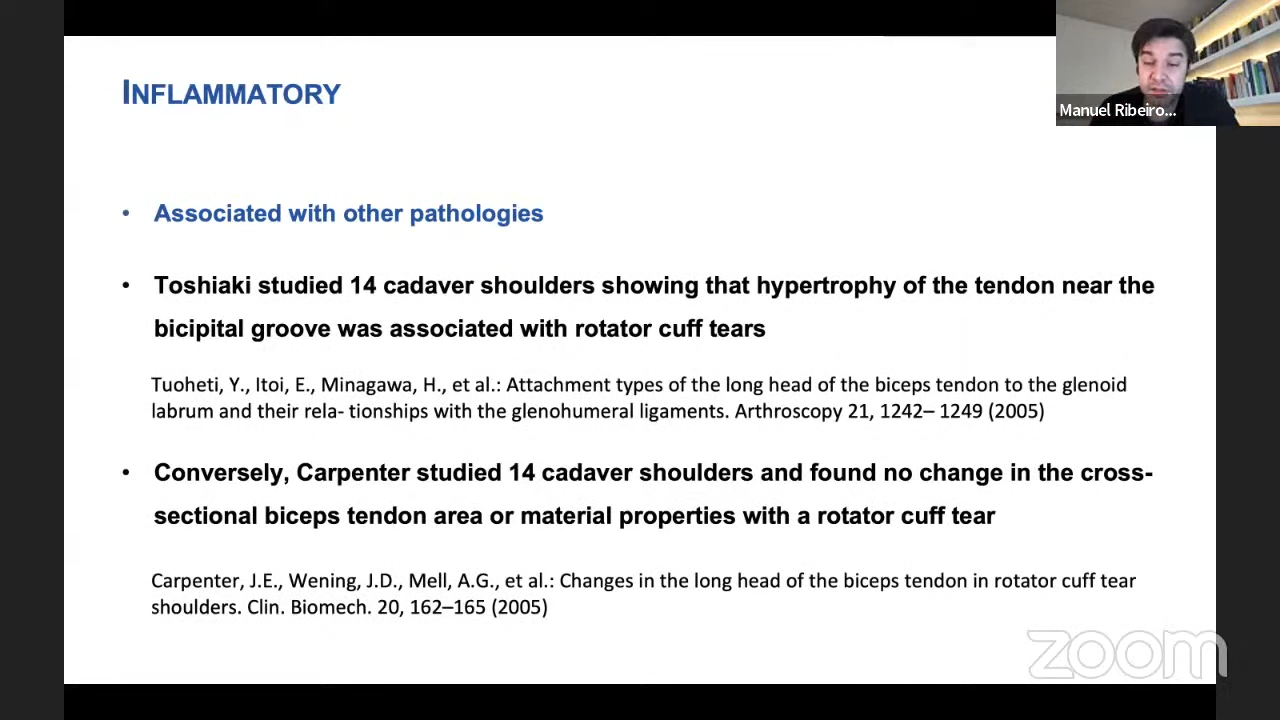 INFLAMMATORY
Manuel Ribeiro...
• Associated with other pathologies
• Toshiaki studied 14 cadaver shoulders showing that hypertrophy of the tendon near the
bicipital groove was associated with rotator cuff tears
Tuoheti, Y., Itoi, E., Minagawa, H., et al.: Attachment types of the long head of the biceps tendon to the glenoid
labrum and their rela- tionships with the glenohumeral ligaments. Arthroscopy 21, 1242– 1249 (2005)
• Conversely, Carpenter studied 14 cadaver shoulders and found no change in the cross-
sectional biceps tendon area or material properties with a rotator cuff tear
Carpenter, J.E., Wening, J.D., Mell, A.G., et al.: Changes in the long head of the biceps tendon in rotator cuff tear
shoulders. Clin. Biomech. 20, 162–165 (2005)
zoom